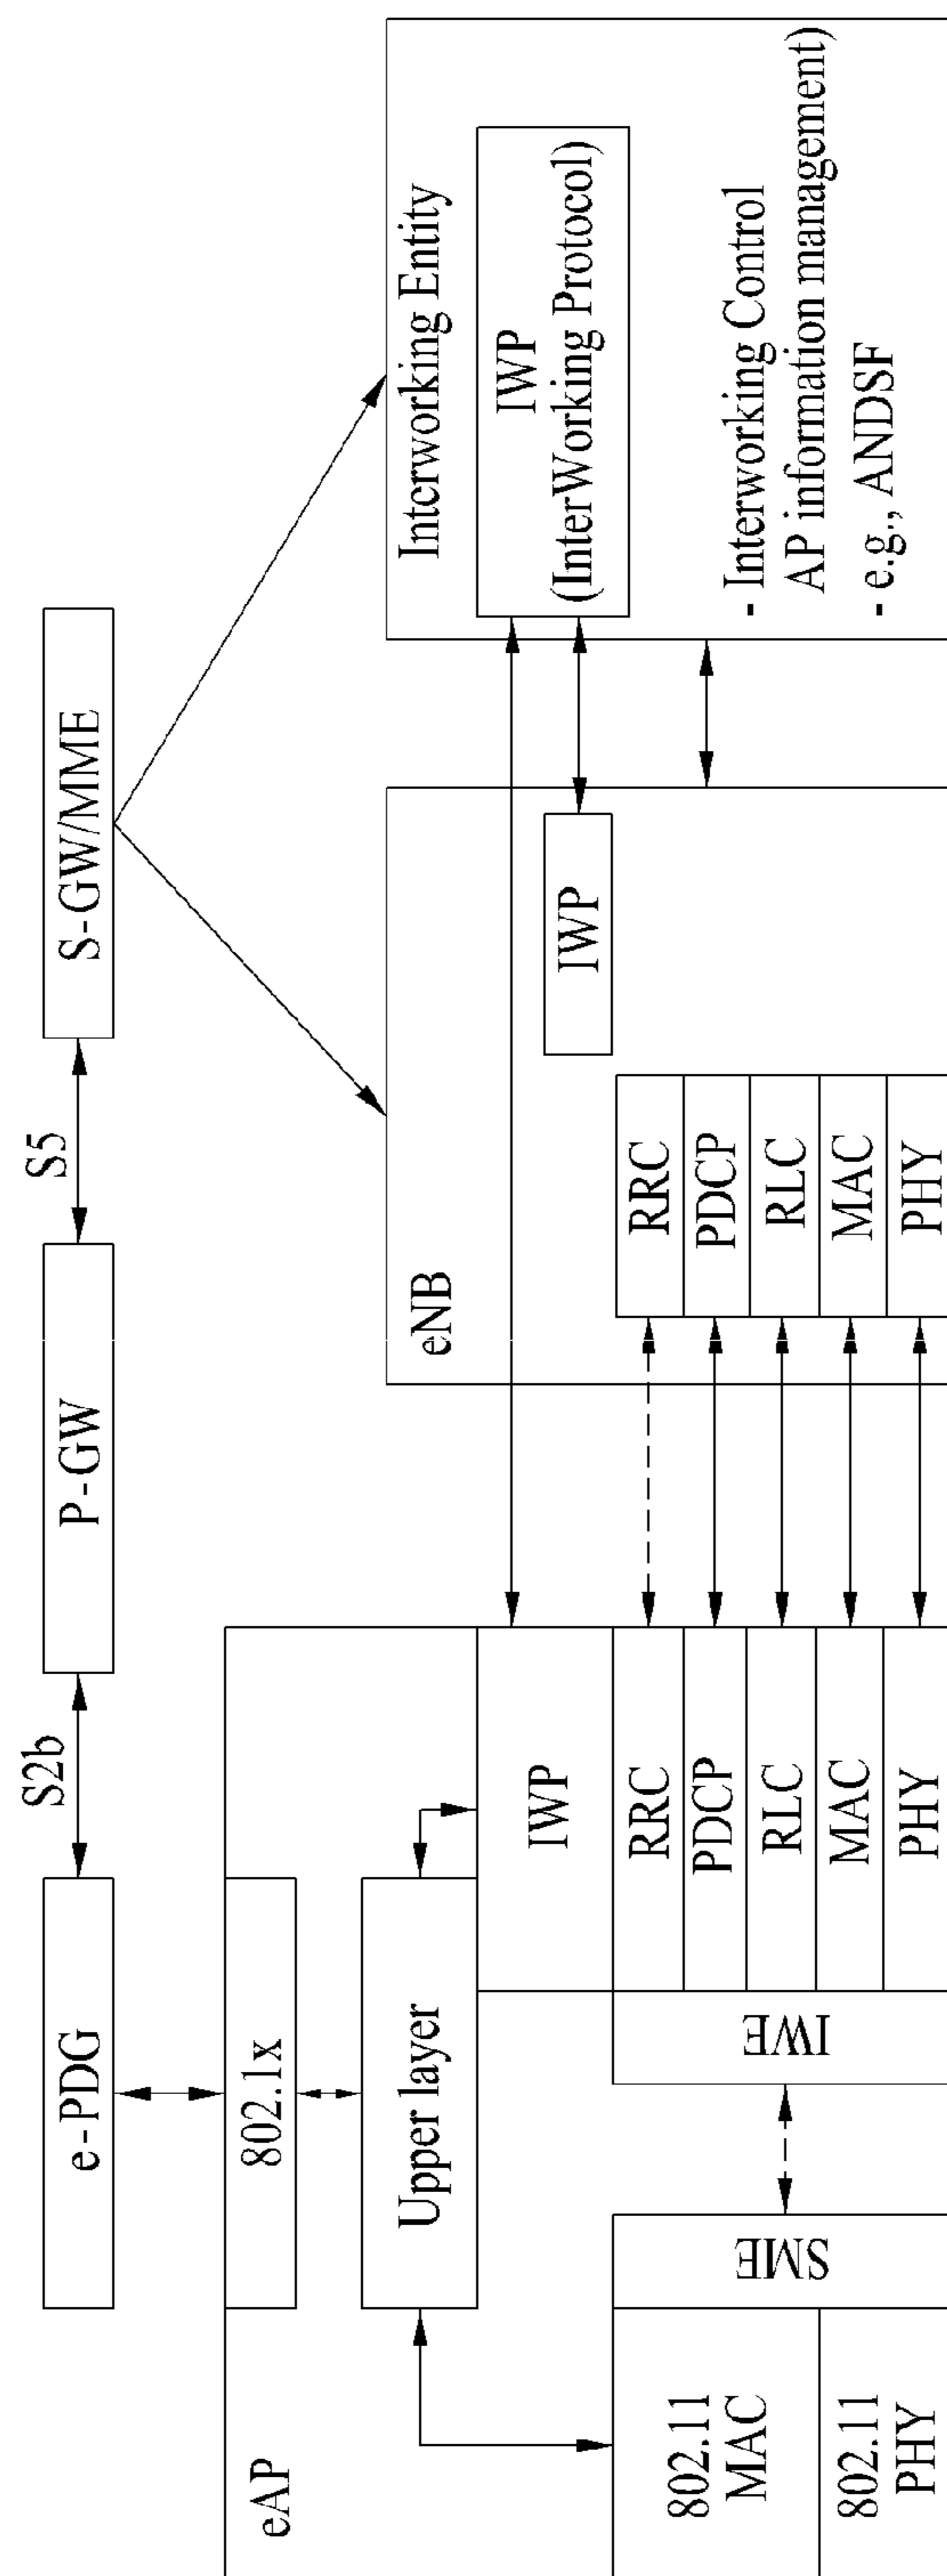 e-PDG
S2b
P-GW
S5
S-GW/MME
eAP
802.1x
Upper layer
802.11
MAC
802.11
PHY
SME
IWE
IWP
RRC
PDCP
RLC
MAC
PHY
eNB
IWP
RRC
PDCP
RLC
MAC
PHY
Interworking Entity
IWP
(InterWorking Protocol)
- Interworking Control
AP information management)
- e.g., ANDSF